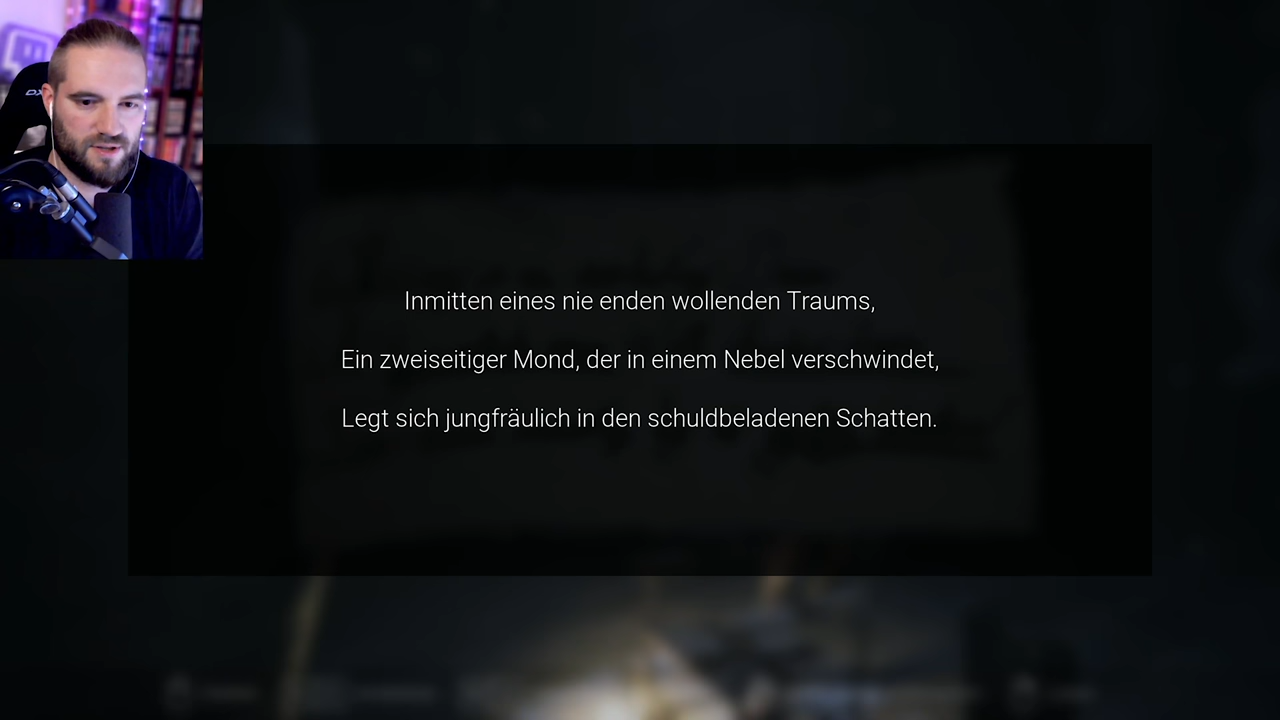 Inmitten eines nie enden wollenden Traums,
Ein zweiseitiger Mond, der in einem Nebel verschwindet,
Legt sich jungfräulich in den schuldbeladenen Schatten.